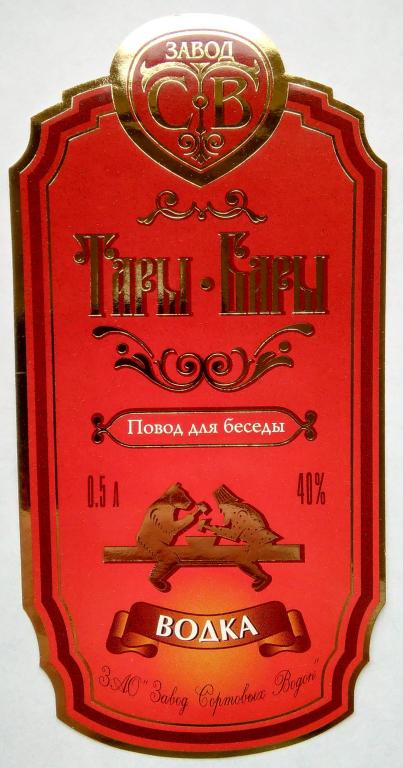 ЗАВОД
СВ
Тары·Бары
Повод для беседы
0.5 л 40%
ВОДКА
ЗАО "Завод Сортовых Водок"